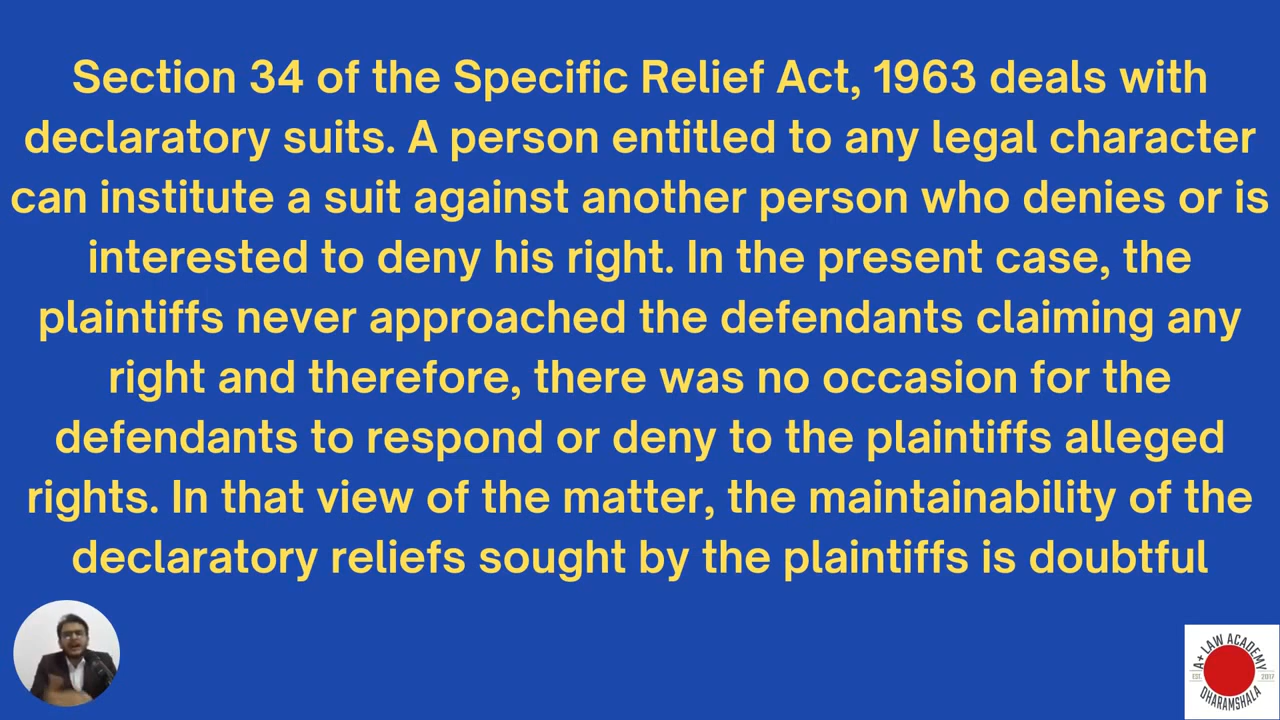 Section 34 of the Specific Relief Act, 1963 deals with
declaratory suits. A person entitled to any legal character
can institute a suit against another person who denies or is
interested to deny his right. In the present case, the
plaintiffs never approached the defendants claiming any
right and therefore, there was no occasion for the
defendants to respond or deny to the plaintiffs alleged
rights. In that view of the matter, the maintainability of the
declaratory reliefs sought by the plaintiffs is doubtful
A+ LAW ACADEMY
EST. 2017
DHARAMSHALA